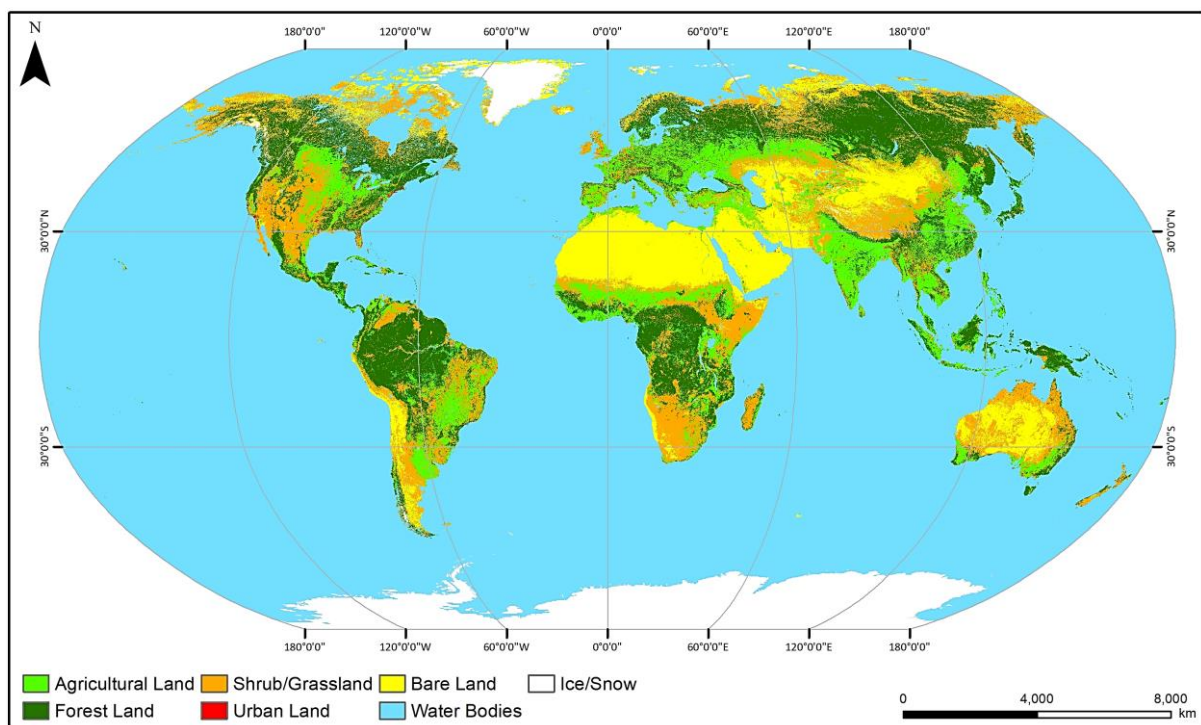 N
180°0'0" 120°0'0"W 60°0'0"W 0°0'0" 60°0'0"E 120°0'0"E 180°0'0"
30°0'0"N 30°0'0"N
30°0'0"S 30°0'0"S
180°0'0" 120°0'0"W 60°0'0"W 0°0'0" 60°0'0"E 120°0'0"E 180°0'0"
Agricultural Land Shrub/Grassland Bare Land Ice/Snow
Forest Land Urban Land Water Bodies
0 4,000 8,000
km